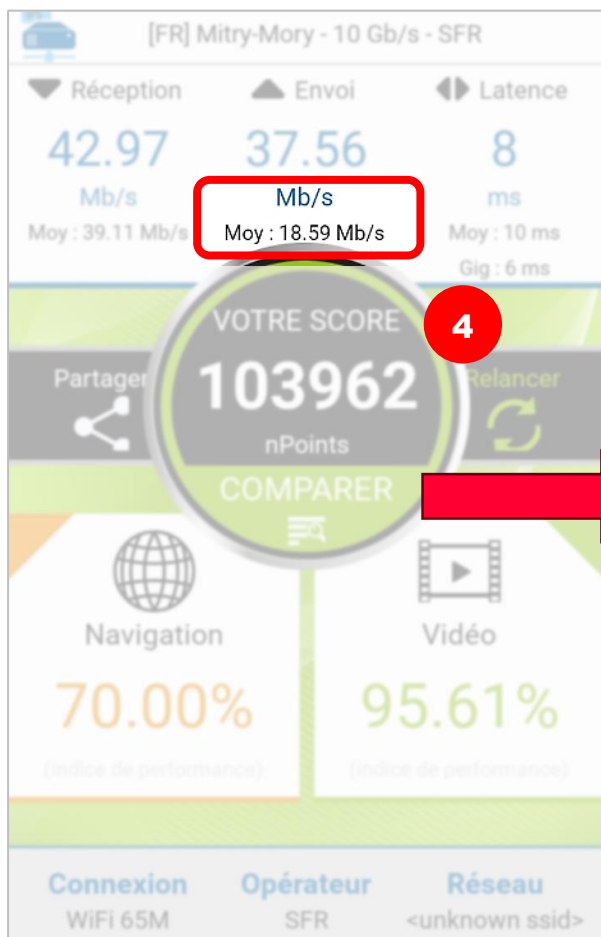 [FR] Mitry-Mory - 10 Gb/s - SFR
Réception Envoi Latence
42.97 37.56 8
Mb/s Mb/s ms
Moy : 39.11 Mb/s Moy : 18.59 Mb/s Moy : 10 ms
Gig : 6 ms
VOTRE SCORE
4
Partager 103962 Relancer
nPoints
COMPARER
Navigation Vidéo
70.00% 95.61%
(indice de performance) (indice de performance)
Connexion Opérateur Réseau
WiFi 65M SFR <unknown ssid>